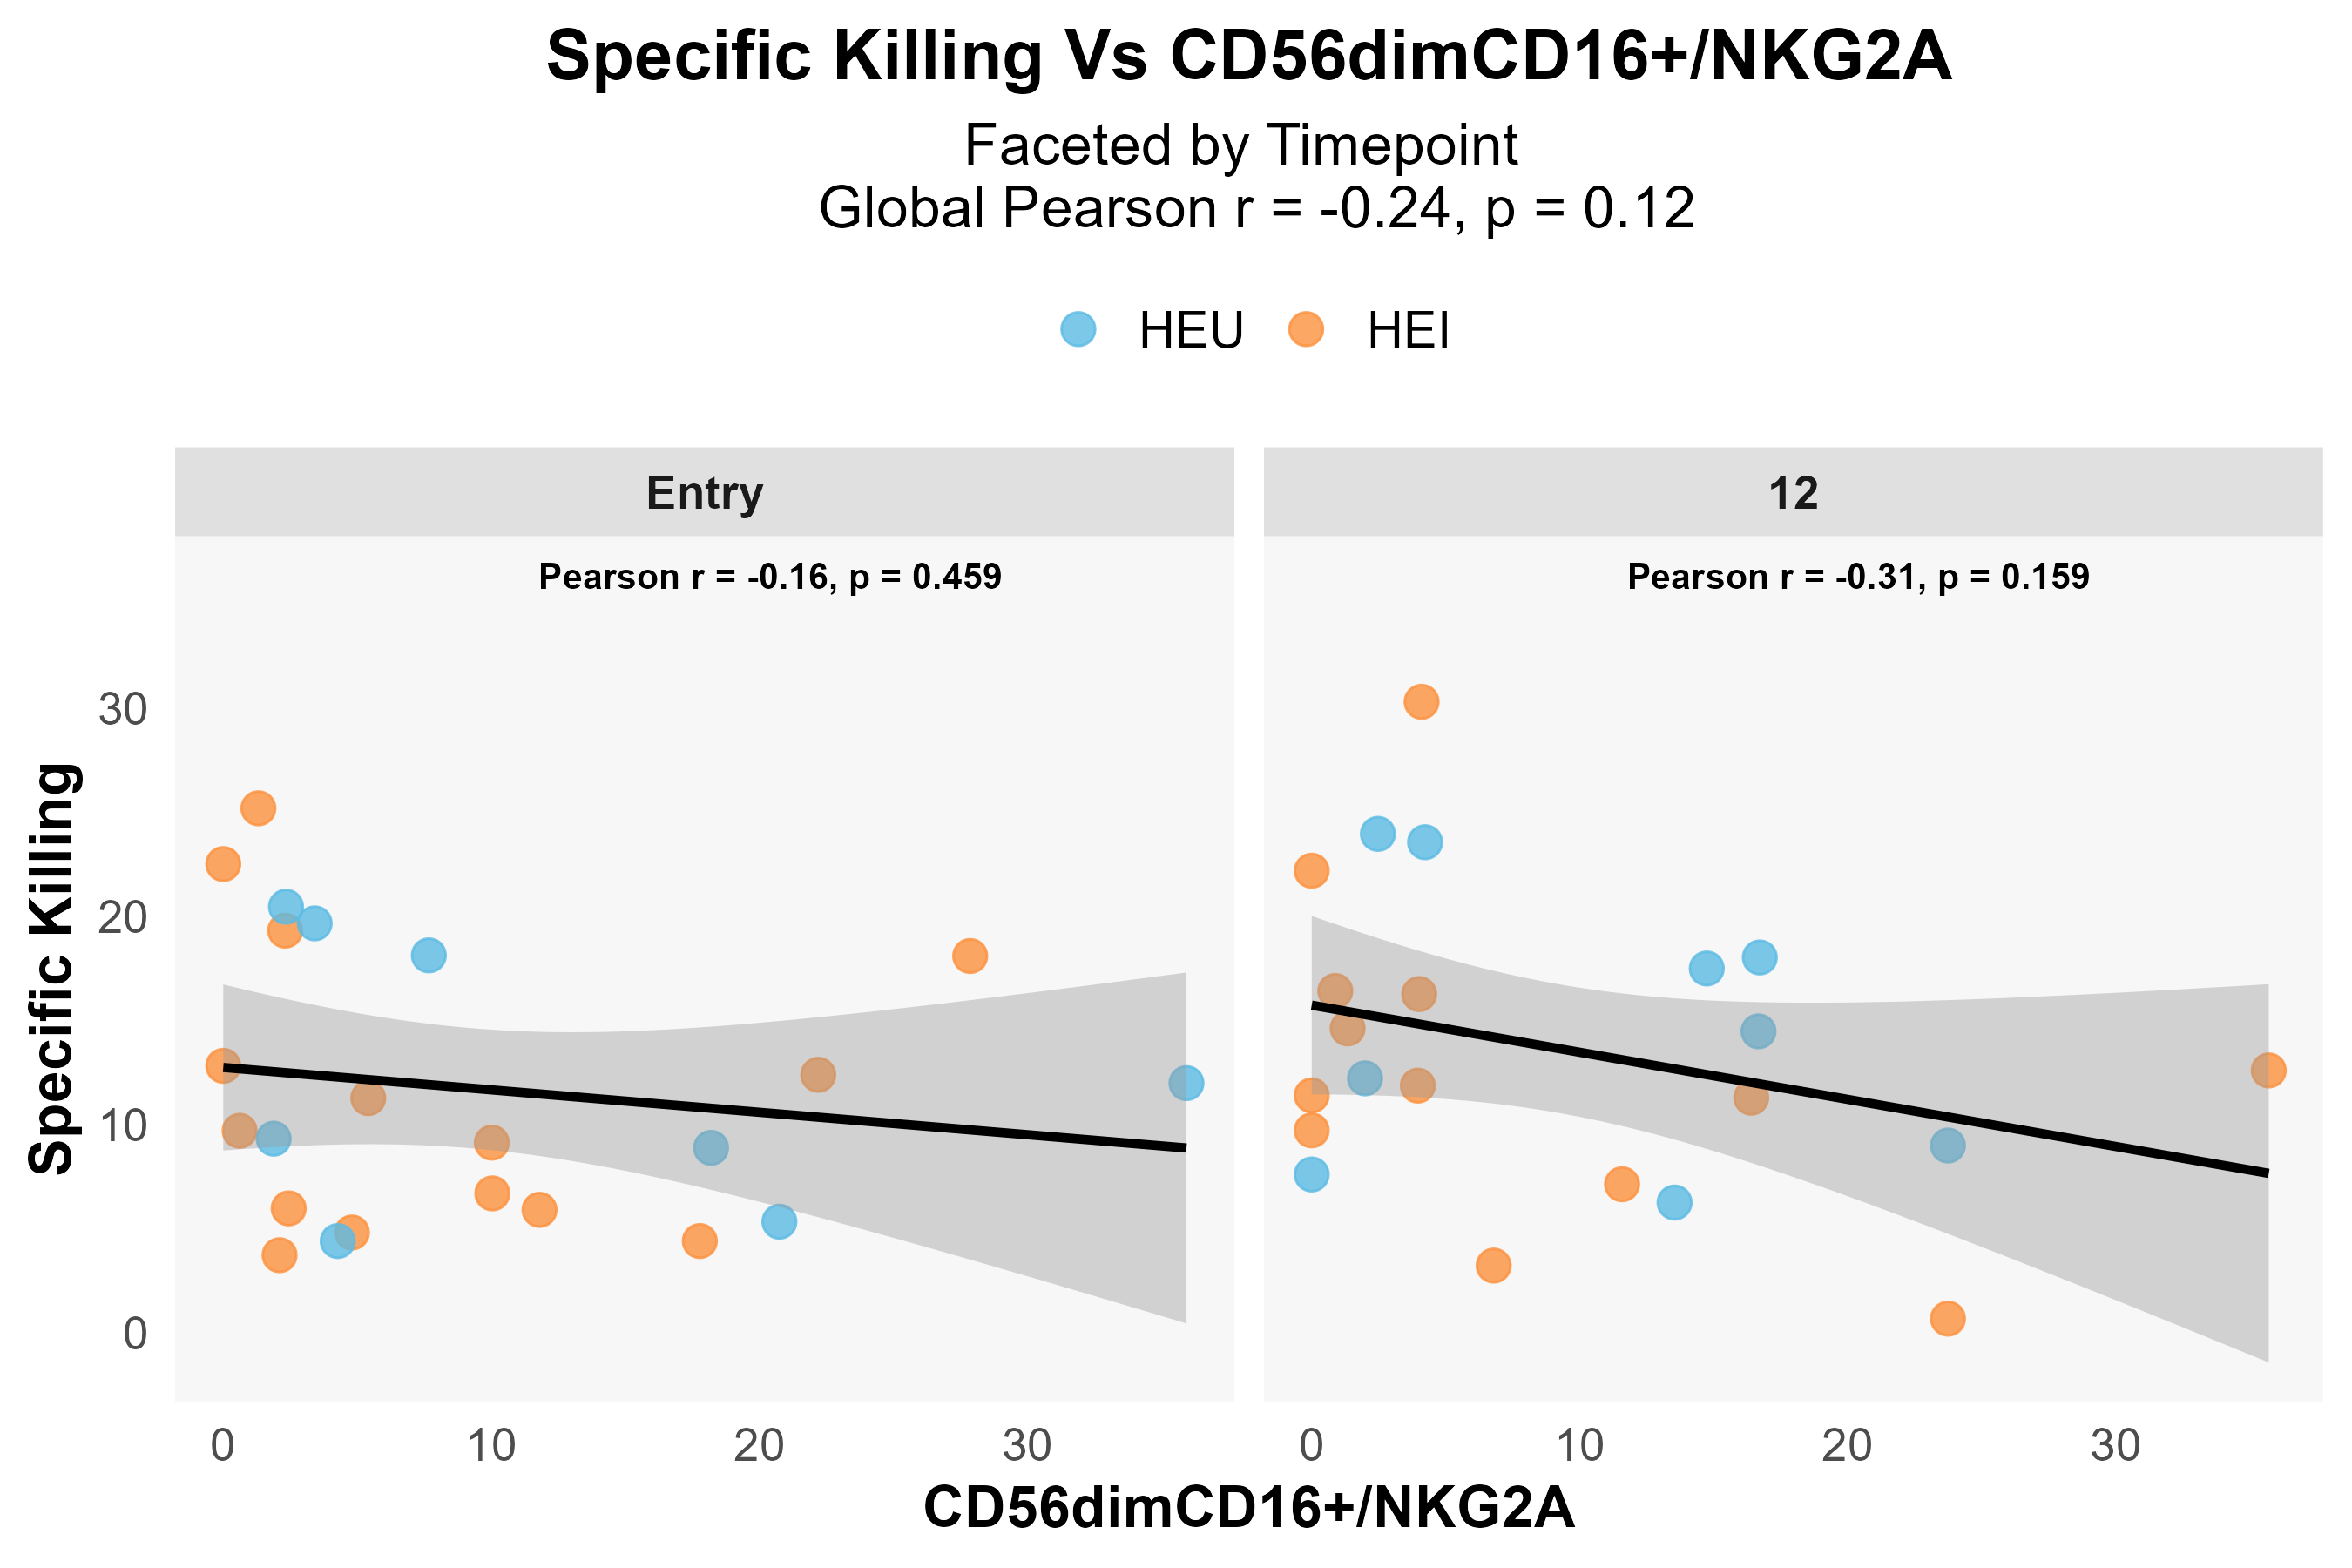 Specific Killing Vs CD56dimCD16+/NKG2A
Faceted by Timepoint
Global Pearson r = -0.24, p = 0.12
HEU HEI
Entry 12
Pearson r = -0.16, p = 0.459 Pearson r = -0.31, p = 0.159
Specific Killing
30
20
10
0
0 10 20 30 0 10 20 30
CD56dimCD16+/NKG2A